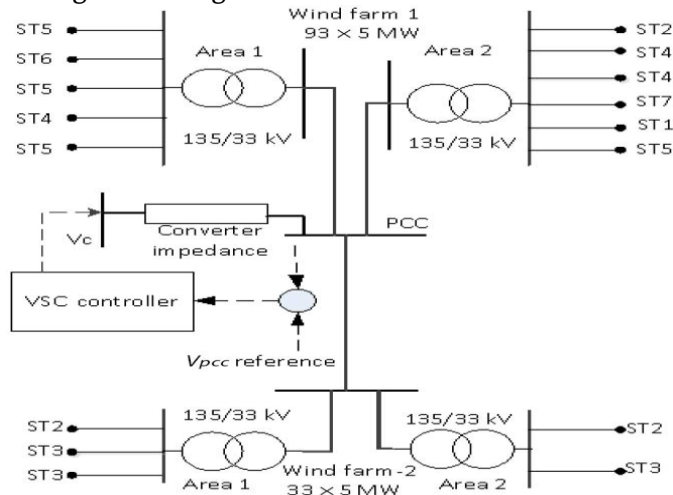 Wind farm 1
93 × 5 MW
ST5
ST6
ST5
ST4
ST5
Area 1
135/33 kV
Area 2
135/33 kV
ST2
ST4
ST4
ST7
ST1
ST5
PCC
Vc
Converter
impedance
VSC controller
Vpcc reference
ST2
ST3
ST3
135/33 kV
Area 1
Wind farm -2
33 × 5 MW
135/33 kV
Area 2
ST2
ST3